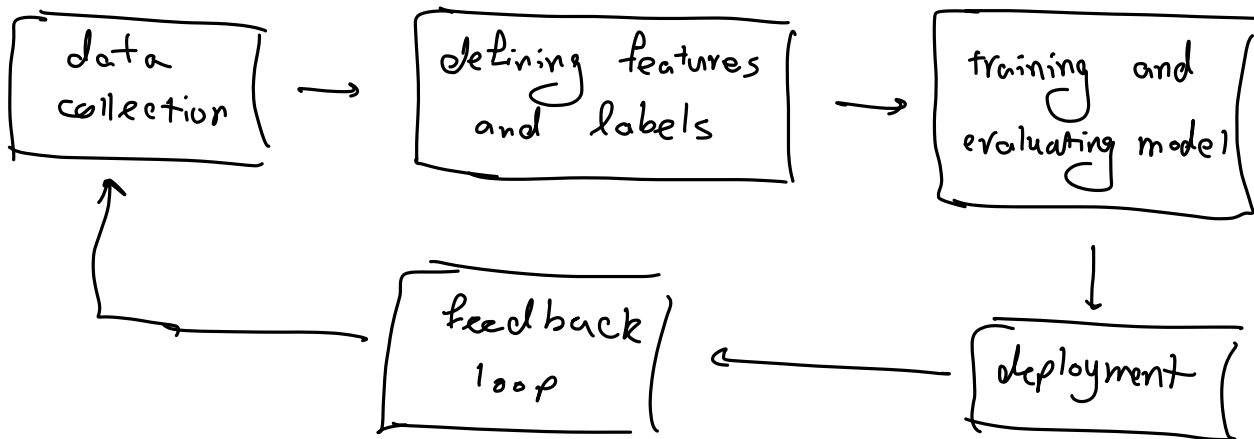 data
collection
defining features
and labels
training and
evaluating model
deployment
feedback
loop